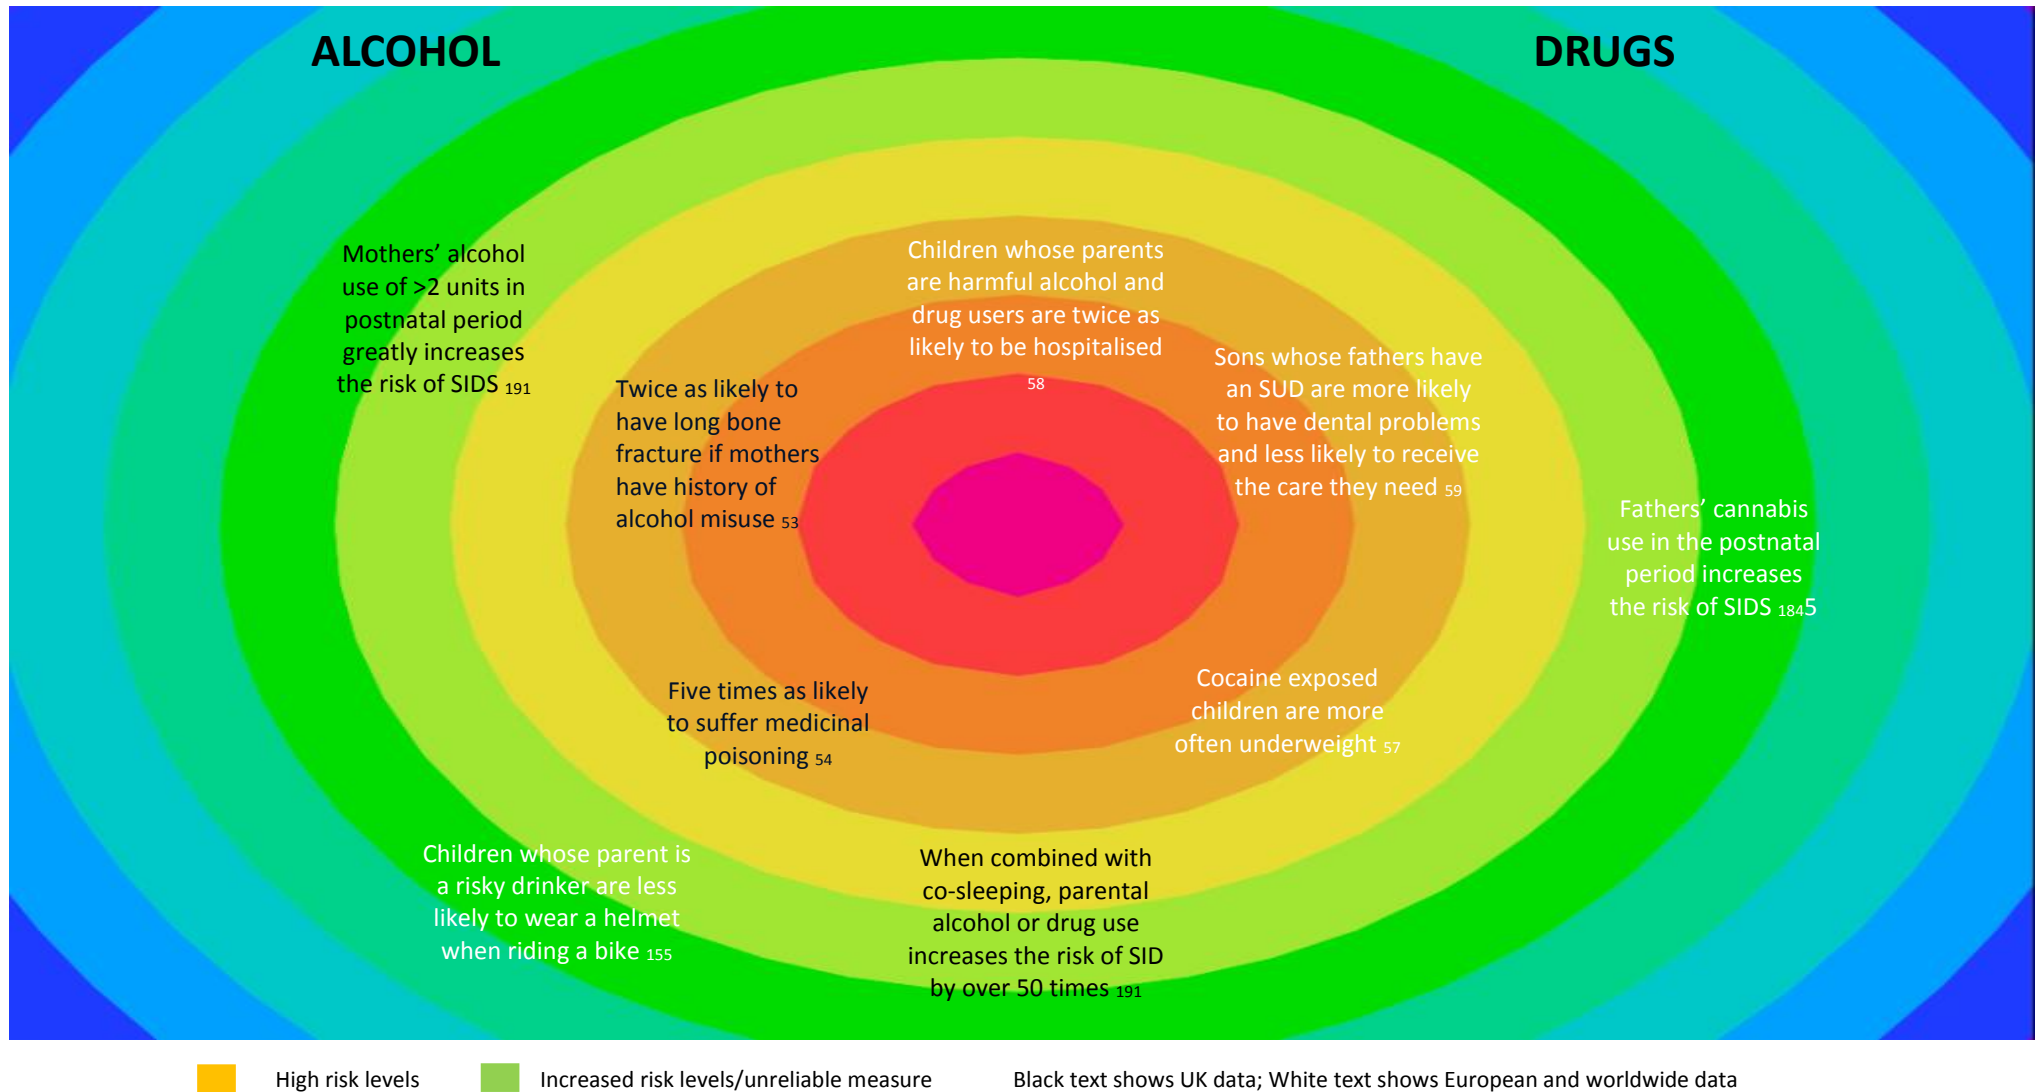 ALCOHOL
DRUGS
Mothers’ alcohol
use of >2 units in
postnatal period
greatly increases
the risk of SIDS 191
Children whose parents
are harmful alcohol and
drug users are twice as
likely to be hospitalised
58
Twice as likely to
have long bone
fracture if mothers
have history of
alcohol misuse 53
Sons whose fathers have
an SUD are more likely
to have dental problems
and less likely to receive
the care they need 59
Fathers’ cannabis
use in the postnatal
period increases
the risk of SIDS 1845
Five times as likely
to suffer medicinal
poisoning 54
Cocaine exposed
children are more
often underweight 57
Children whose parent is
a risky drinker are less
likely to wear a helmet
when riding a bike 155
When combined with
co-sleeping, parental
alcohol or drug use
increases the risk of SID
by over 50 times 191
High risk levels
Increased risk levels/unreliable measure
Black text shows UK data; White text shows European and worldwide data